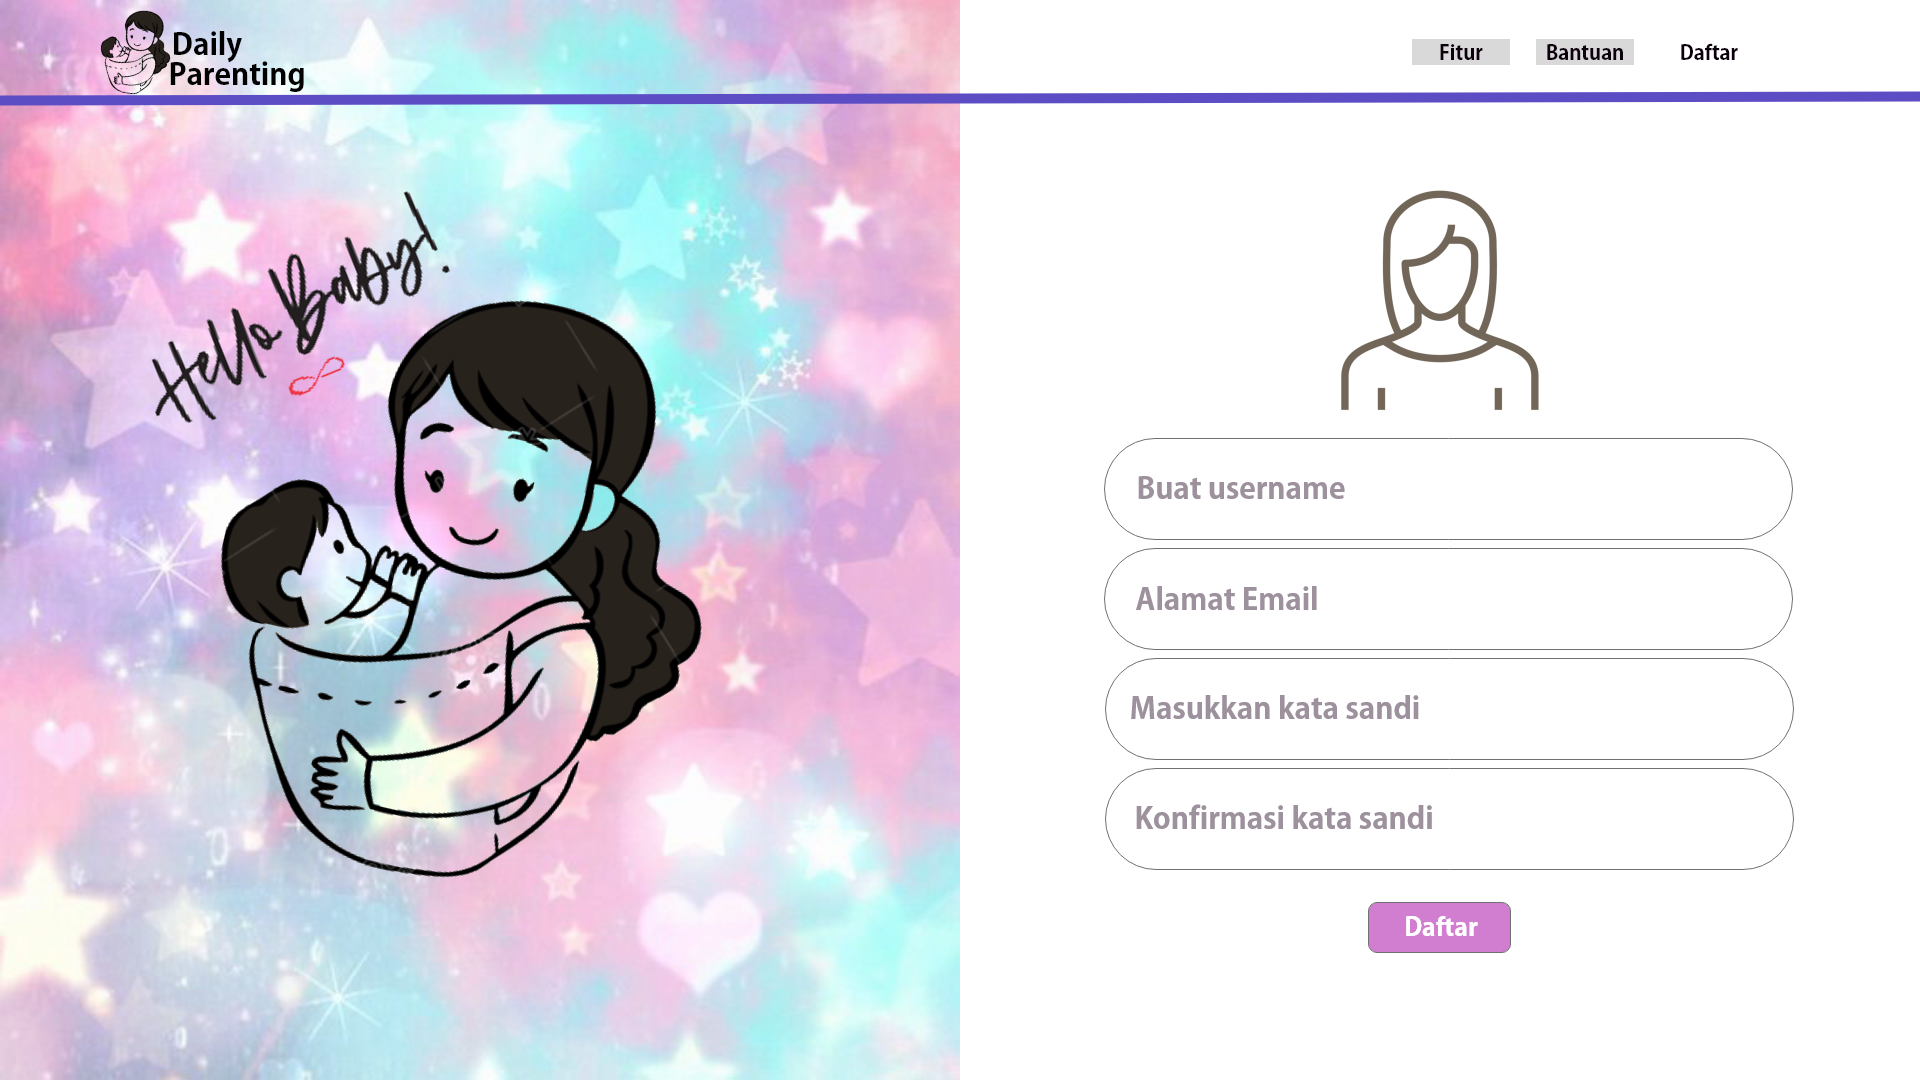 Daily
Parenting
Fitur
Bantuan
Daftar
Hello Baby!
Buat username
Alamat Email
Masukkan kata sandi
Konfirmasi kata sandi
Daftar